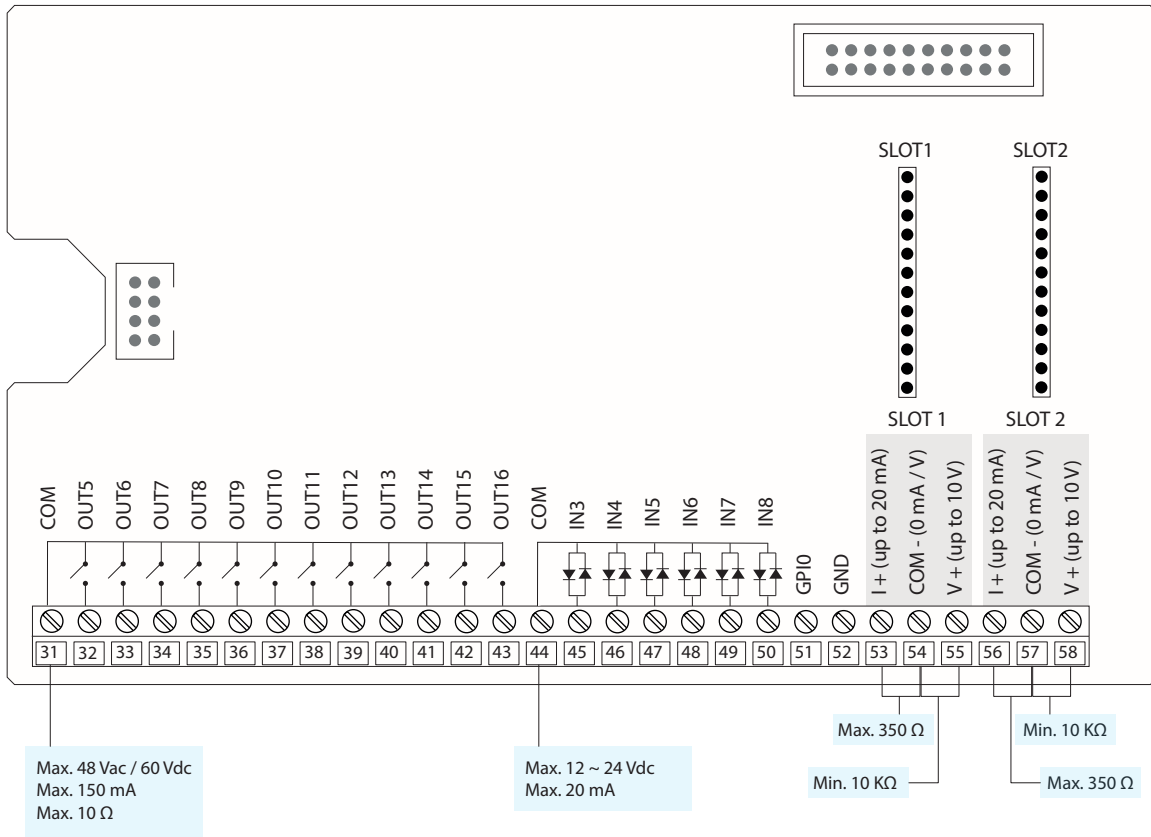 SLOT1
SLOT2
SLOT 1
SLOT 2
COM
OUT5
OUT6
OUT7
OUT8
OUT9
OUT10
OUT11
OUT12
OUT13
OUT14
OUT15
OUT16
COM
IN3
IN4
IN5
IN6
IN7
IN8
GPI0
GND
I + (up to 20 mA)
COM - (0 mA / V)
V + (up to 10 V)
I + (up to 20 mA)
COM - (0 mA / V)
V + (up to 10 V)
31 32 33 34 35 36 37 38 39 40 41 42 43 44 45 46 47 48 49 50 51 52 53 54 55 56 57 58
Max. 350 Ω
Min. 10 KΩ
Max. 48 Vac / 60 Vdc
Max. 150 mA
Max. 10 Ω
Max. 12 ~ 24 Vdc
Max. 20 mA
Min. 10 KΩ
Max. 350 Ω